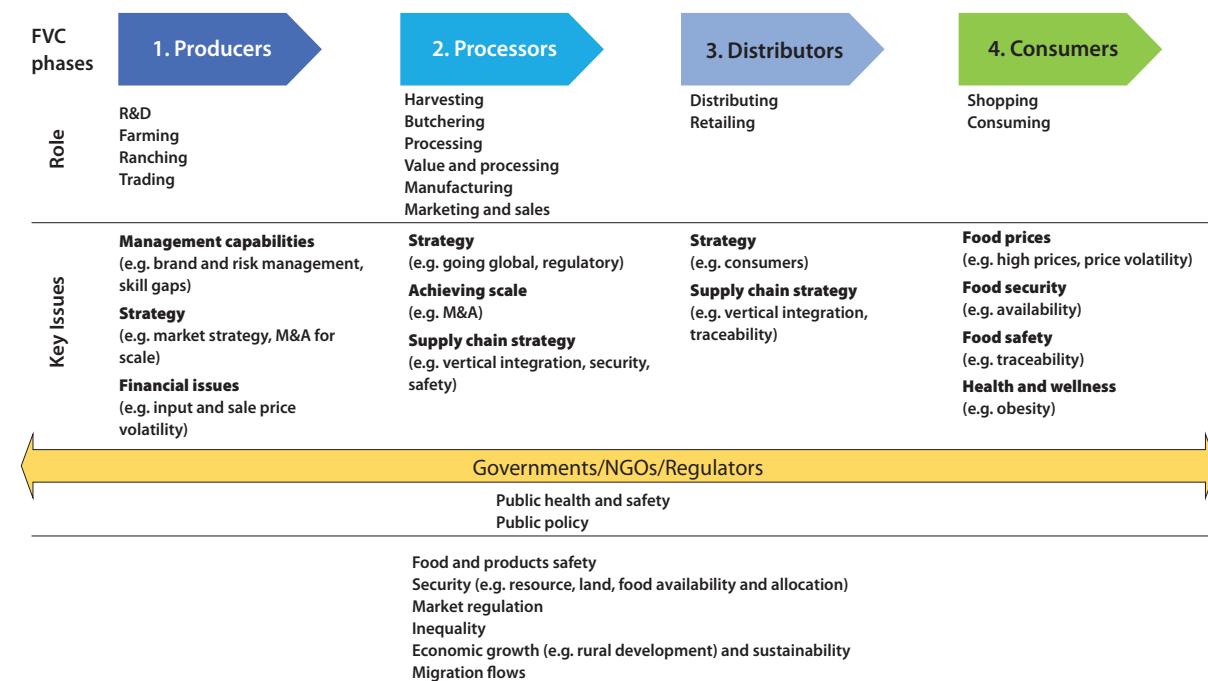 FVC
phases
1. Producers
2. Processors
3. Distributors
4. Consumers
Role
R&D
Farming
Ranching
Trading
Harvesting
Butchering
Processing
Value and processing
Manufacturing
Marketing and sales
Distributing
Retailing
Shopping
Consuming
Key Issues
Management capabilities
(e.g. brand and risk management,
skill gaps)
Strategy
(e.g. market strategy, M&A for
scale)
Financial issues
(e.g. input and sale price
volatility)
Strategy
(e.g. going global, regulatory)
Achieving scale
(e.g. M&A)
Supply chain strategy
(e.g. vertical integration, security,
safety)
Strategy
(e.g. consumers)
Supply chain strategy
(e.g. vertical integration,
traceability)
Food prices
(e.g. high prices, price volatility)
Food security
(e.g. availability)
Food safety
(e.g. traceability)
Health and wellness
(e.g. obesity)
Governments/NGOs/Regulators
Public health and safety
Public policy
Food and products safety
Security (e.g. resource, land, food availability and allocation)
Market regulation
Inequality
Economic growth (e.g. rural development) and sustainability
Migration flows